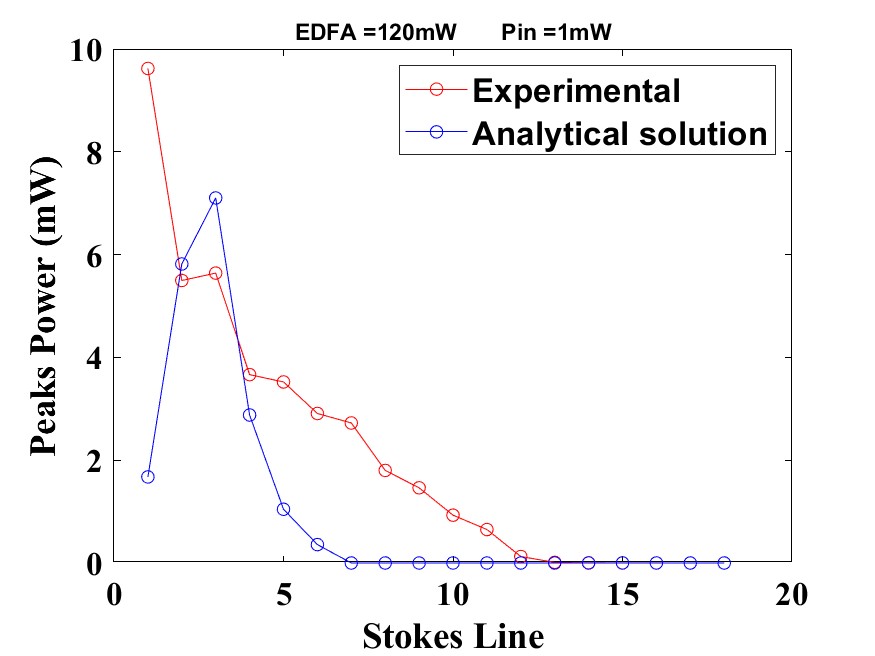 EDFA =120mW Pin =1mW
Experimental
Analytical solution
Peaks Power (mW)
10
8
6
4
2
0
0 5 10 15 20
Stokes Line